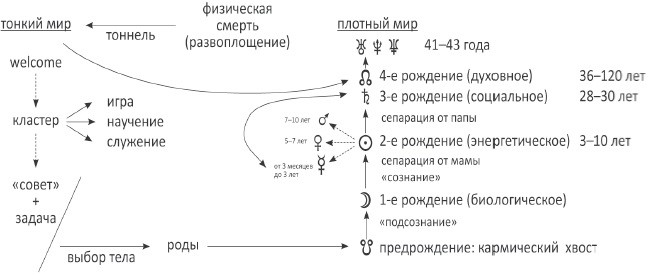 тонкий мир
физическая
смерть
(развоплощение)
тоннель
плотный мир
♅ ♆ ♇ 41–43 года
welcome
☊ 4-е рождение (духовное) 36–120 лет
♄ 3-е рождение (социальное) 28–30 лет
сепарация от папы
кластер
игра
научение
служение
7–10 лет ♂
5–7 лет ♀
от 3 месяцев
до 3 лет ☿
☉ 2-е рождение (энергетическое) 3–10 лет
сепарация от мамы
«сознание»
«совет»
+
задача
☽ 1-е рождение (биологическое)
«подсознание»
выбор тела
роды
☋ предрождение: кармический хвост